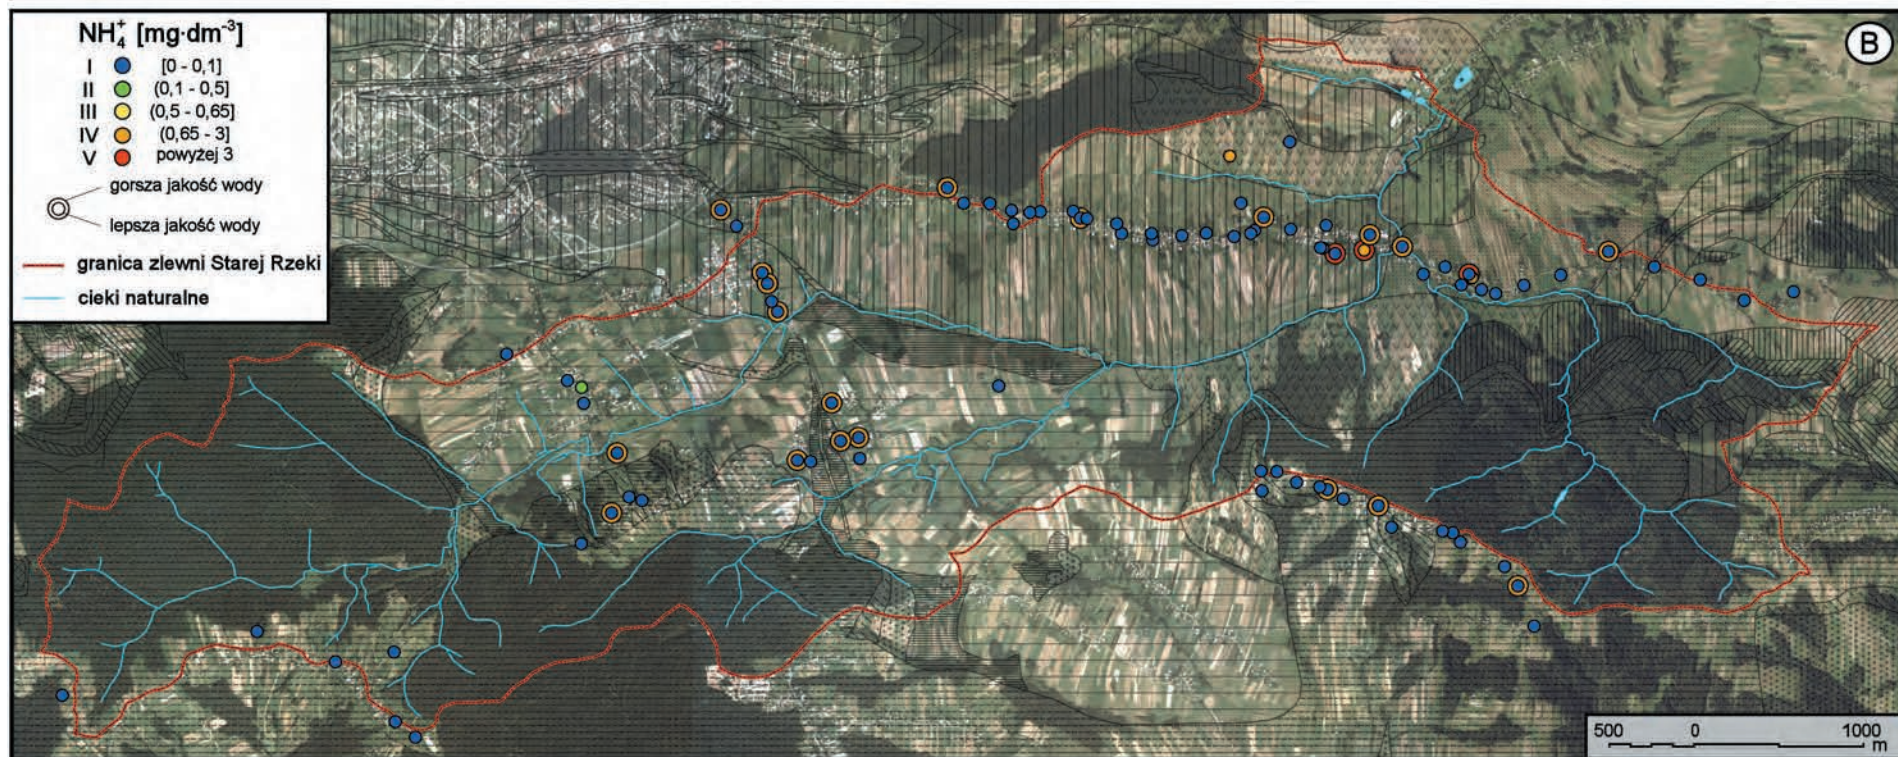 NH₄⁺ [mg·dm⁻³]
I [0 - 0,1]
II (0,1 - 0,5]
III (0,5 - 0,65]
IV (0,65 - 3]
V powyżej 3
gorsza jakość wody
lepsza jakość wody
granica zlewni Starej Rzeki
cieki naturalne
B
500 0 1000
m